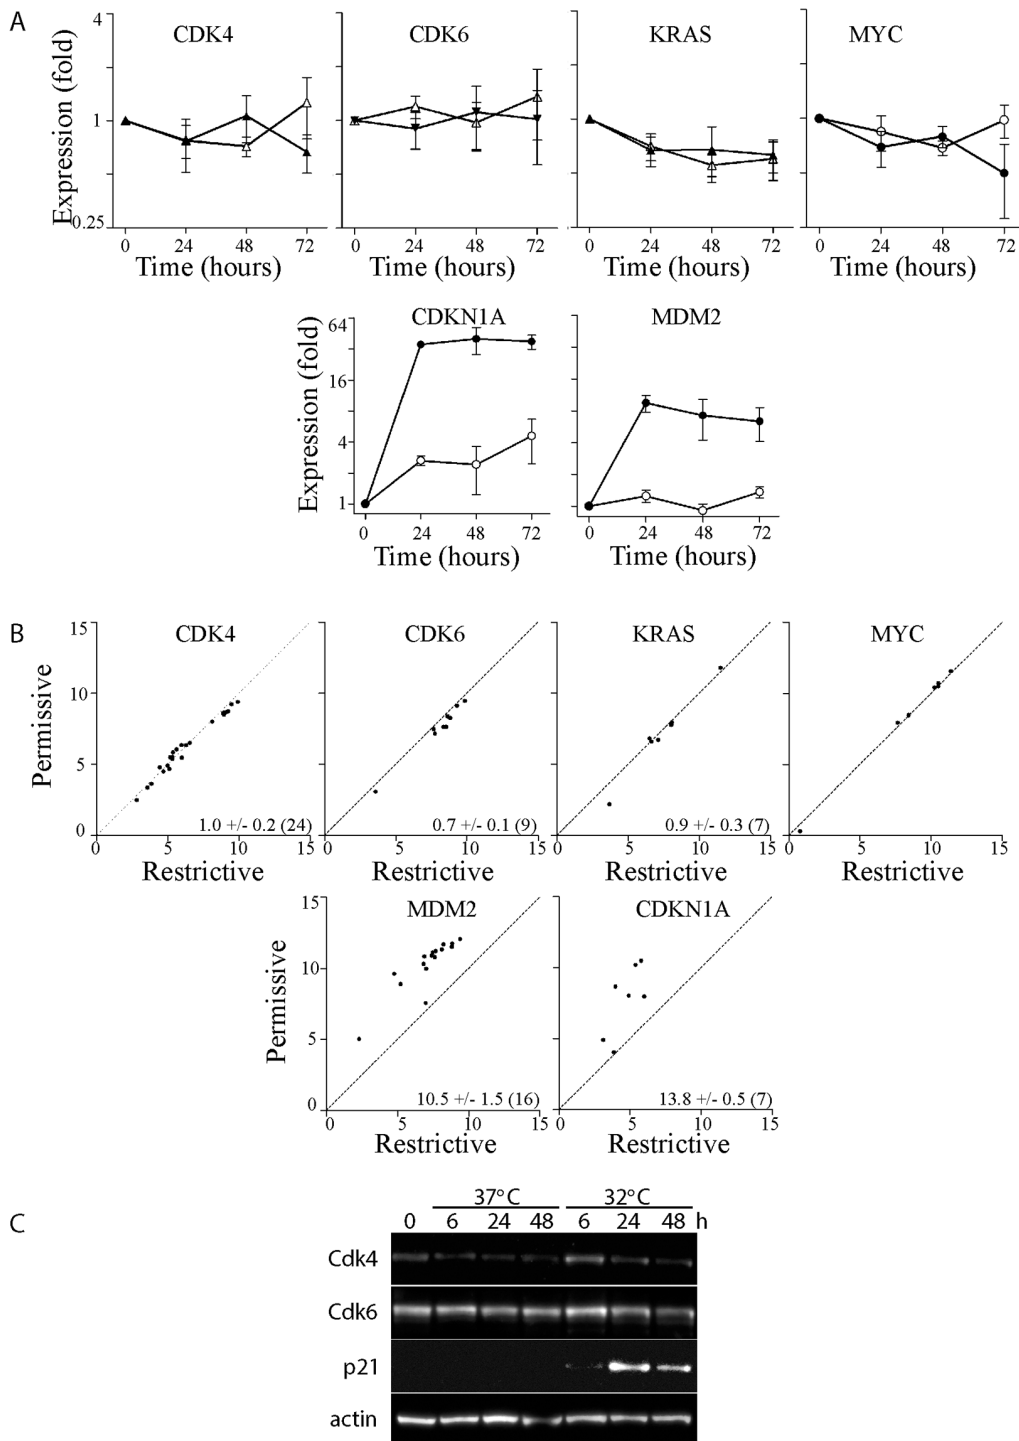 A
CDK4 CDK6 KRAS MYC
Expression (fold)
4
1
0.25
0 24 48 72 0 24 48 72 0 24 48 72 0 24 48 72
Time (hours) Time (hours) Time (hours) Time (hours)
CDKN1A MDM2
Expression (fold)
64
16
4
1
0 24 48 72 0 24 48 72
Time (hours) Time (hours)
B
CDK4 CDK6 KRAS MYC
Permissive
15
10
5
0
1.0 +/- 0.2 (24) 0.7 +/- 0.1 (9) 0.9 +/- 0.3 (7)
0 5 10 15 0 5 10 15 0 5 10 15 0 5 10 15
Restrictive Restrictive Restrictive Restrictive
MDM2 CDKN1A
Permissive
15
10
5
0
10.5 +/- 1.5 (16) 13.8 +/- 0.5 (7)
0 5 10 15 0 5 10 15
Restrictive Restrictive
C
37°C 32°C
0 6 24 48 6 24 48 h
Cdk4
Cdk6
p21
actin